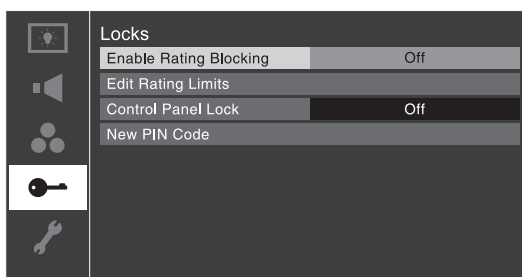 Locks
Enable Rating Blocking Off
Edit Rating Limits
Control Panel Lock Off
New PIN Code